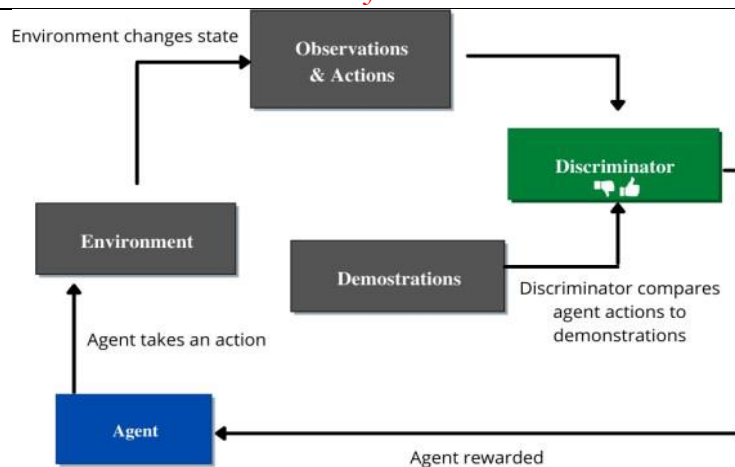 Environment changes state
Observations
& Actions
Discriminator
Environment
Demostrations
Discriminator compares
agent actions to
demonstrations
Agent takes an action
Agent
Agent rewarded